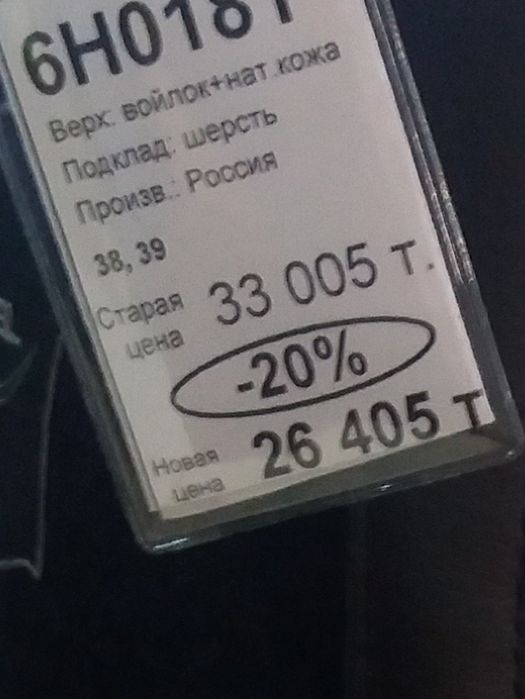 6Н0181
Верх: войлок+нат.кожа
Подклад: шерсть
Произв.: Россия
38, 39
Старая цена 33 005 т.
-20%
Новая цена 26 405 т